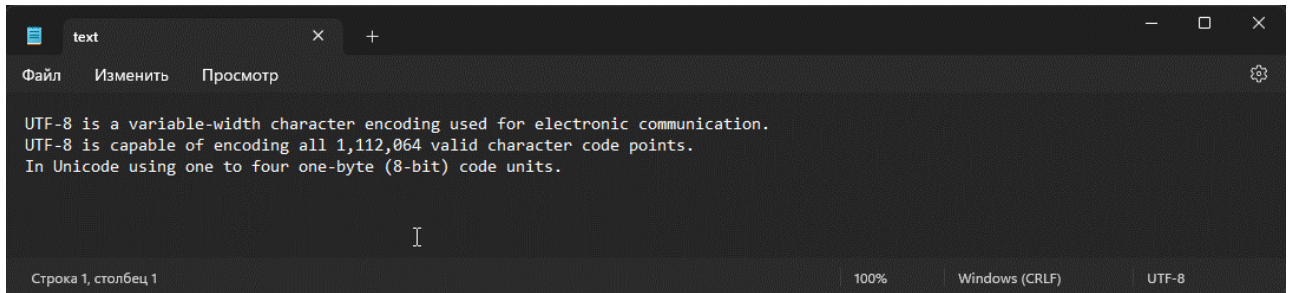 text
Файл Изменить Просмотр
UTF-8 is a variable-width character encoding used for electronic communication.
UTF-8 is capable of encoding all 1,112,064 valid character code points.
In Unicode using one to four one-byte (8-bit) code units.
Строка 1, столбец 1 100% Windows (CRLF) UTF-8